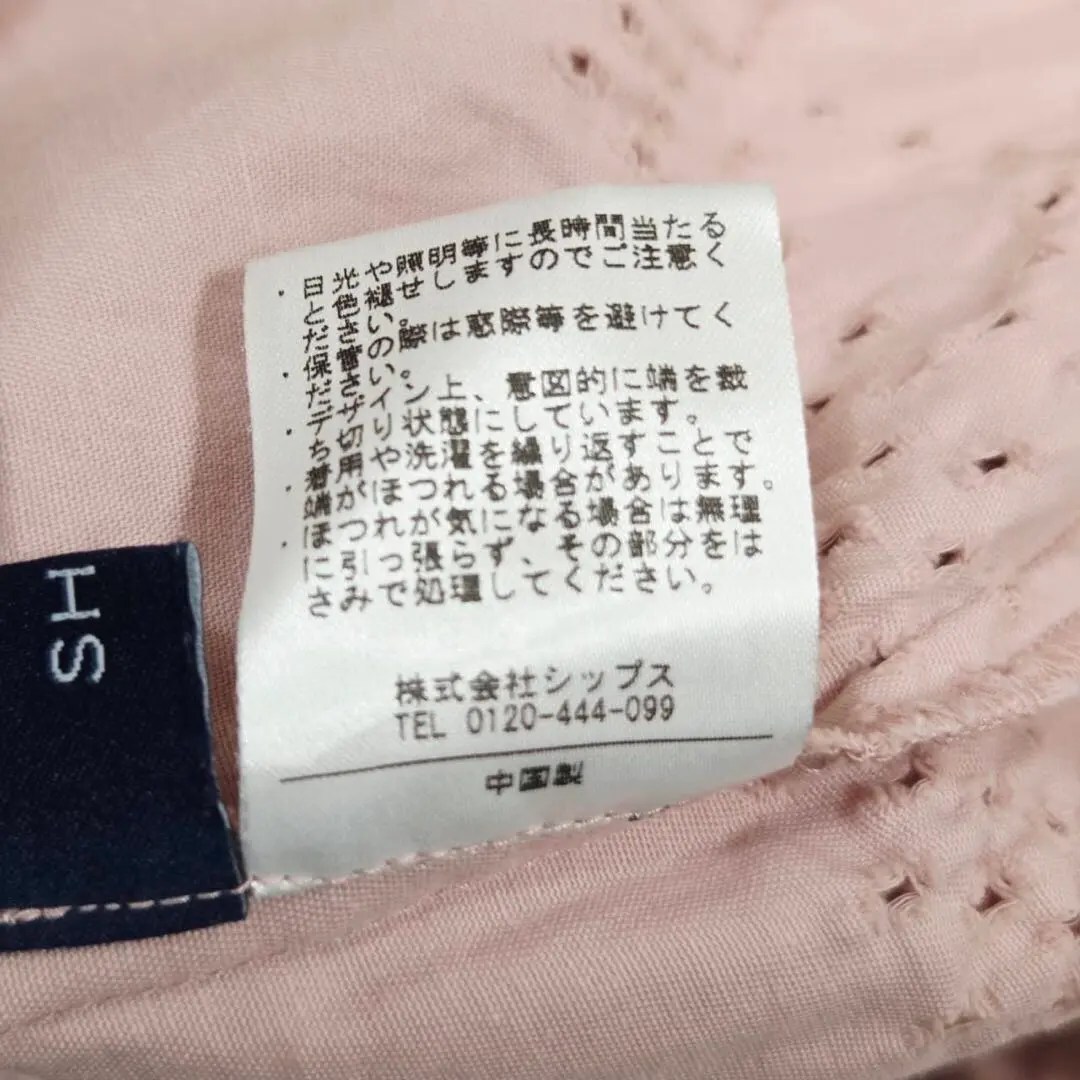 ・日光や照明等に長時間当たる
と色褪せしますのでご注意く
ださい。
・保管の際は窓際等を避けてく
ださい。
・デザイン上、意図的に端を裁
ち切り状態にしています。
・着用や洗濯を繰り返すことで
端がほつれる場合があります。
・ほつれが気になる場合は無理
に引っ張らず、その部分をは
さみで処理してください。
株式会社シップス
TEL 0120-444-099
中国製
SH